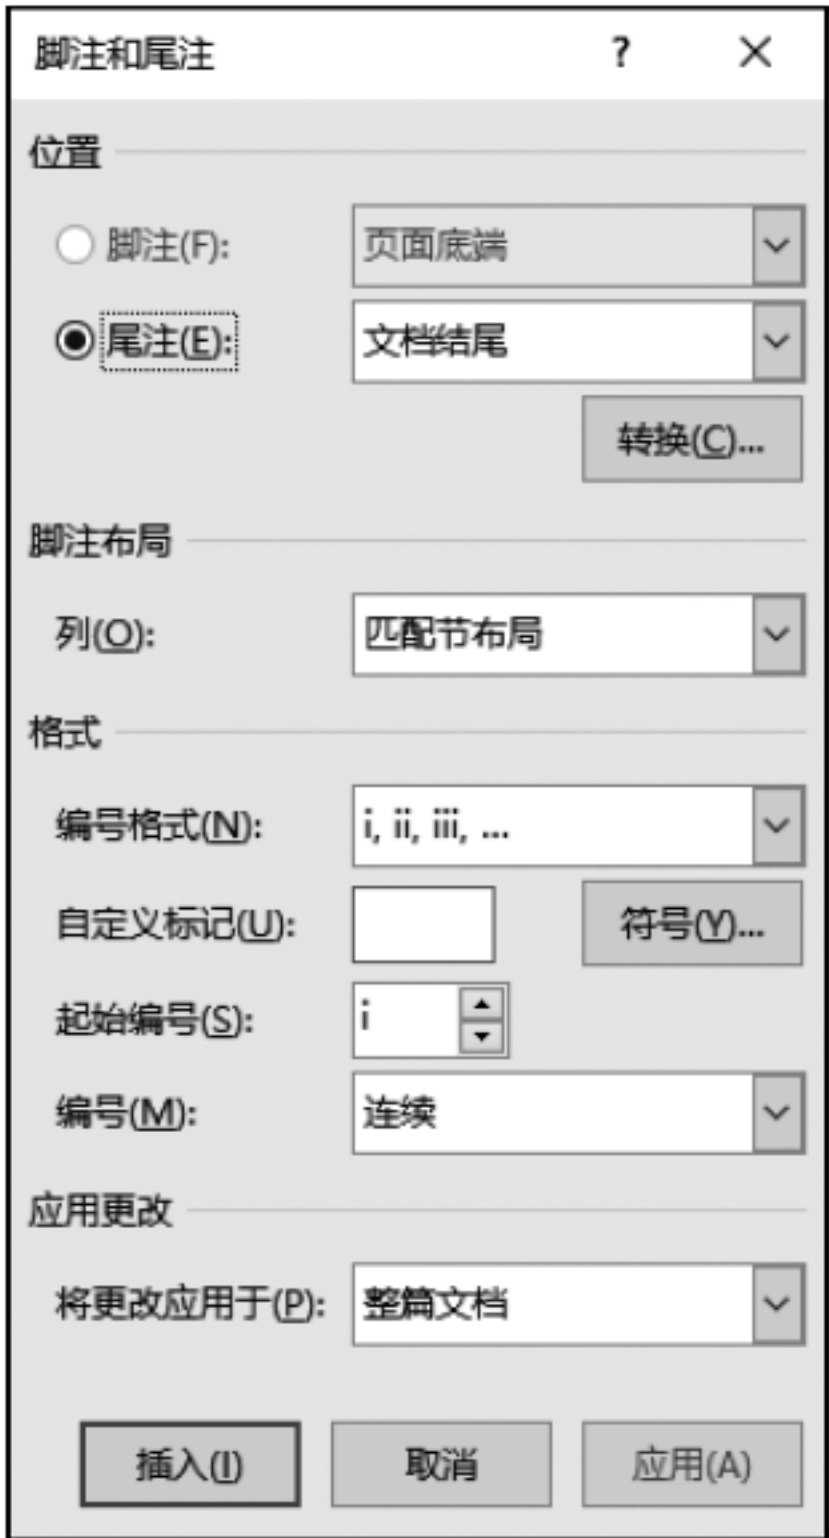 脚注和尾注 ?
位置
脚注(F): 页面底端
尾注(E): 文档结尾
转换(C)...
脚注布局
列(O): 匹配节布局
格式
编号格式(N): i, ii, iii, ...
自定义标记(U): 符号(Y)...
起始编号(S): i
编号(M): 连续
应用更改
将更改应用于(P): 整篇文档
插入(I) 取消 应用(A)